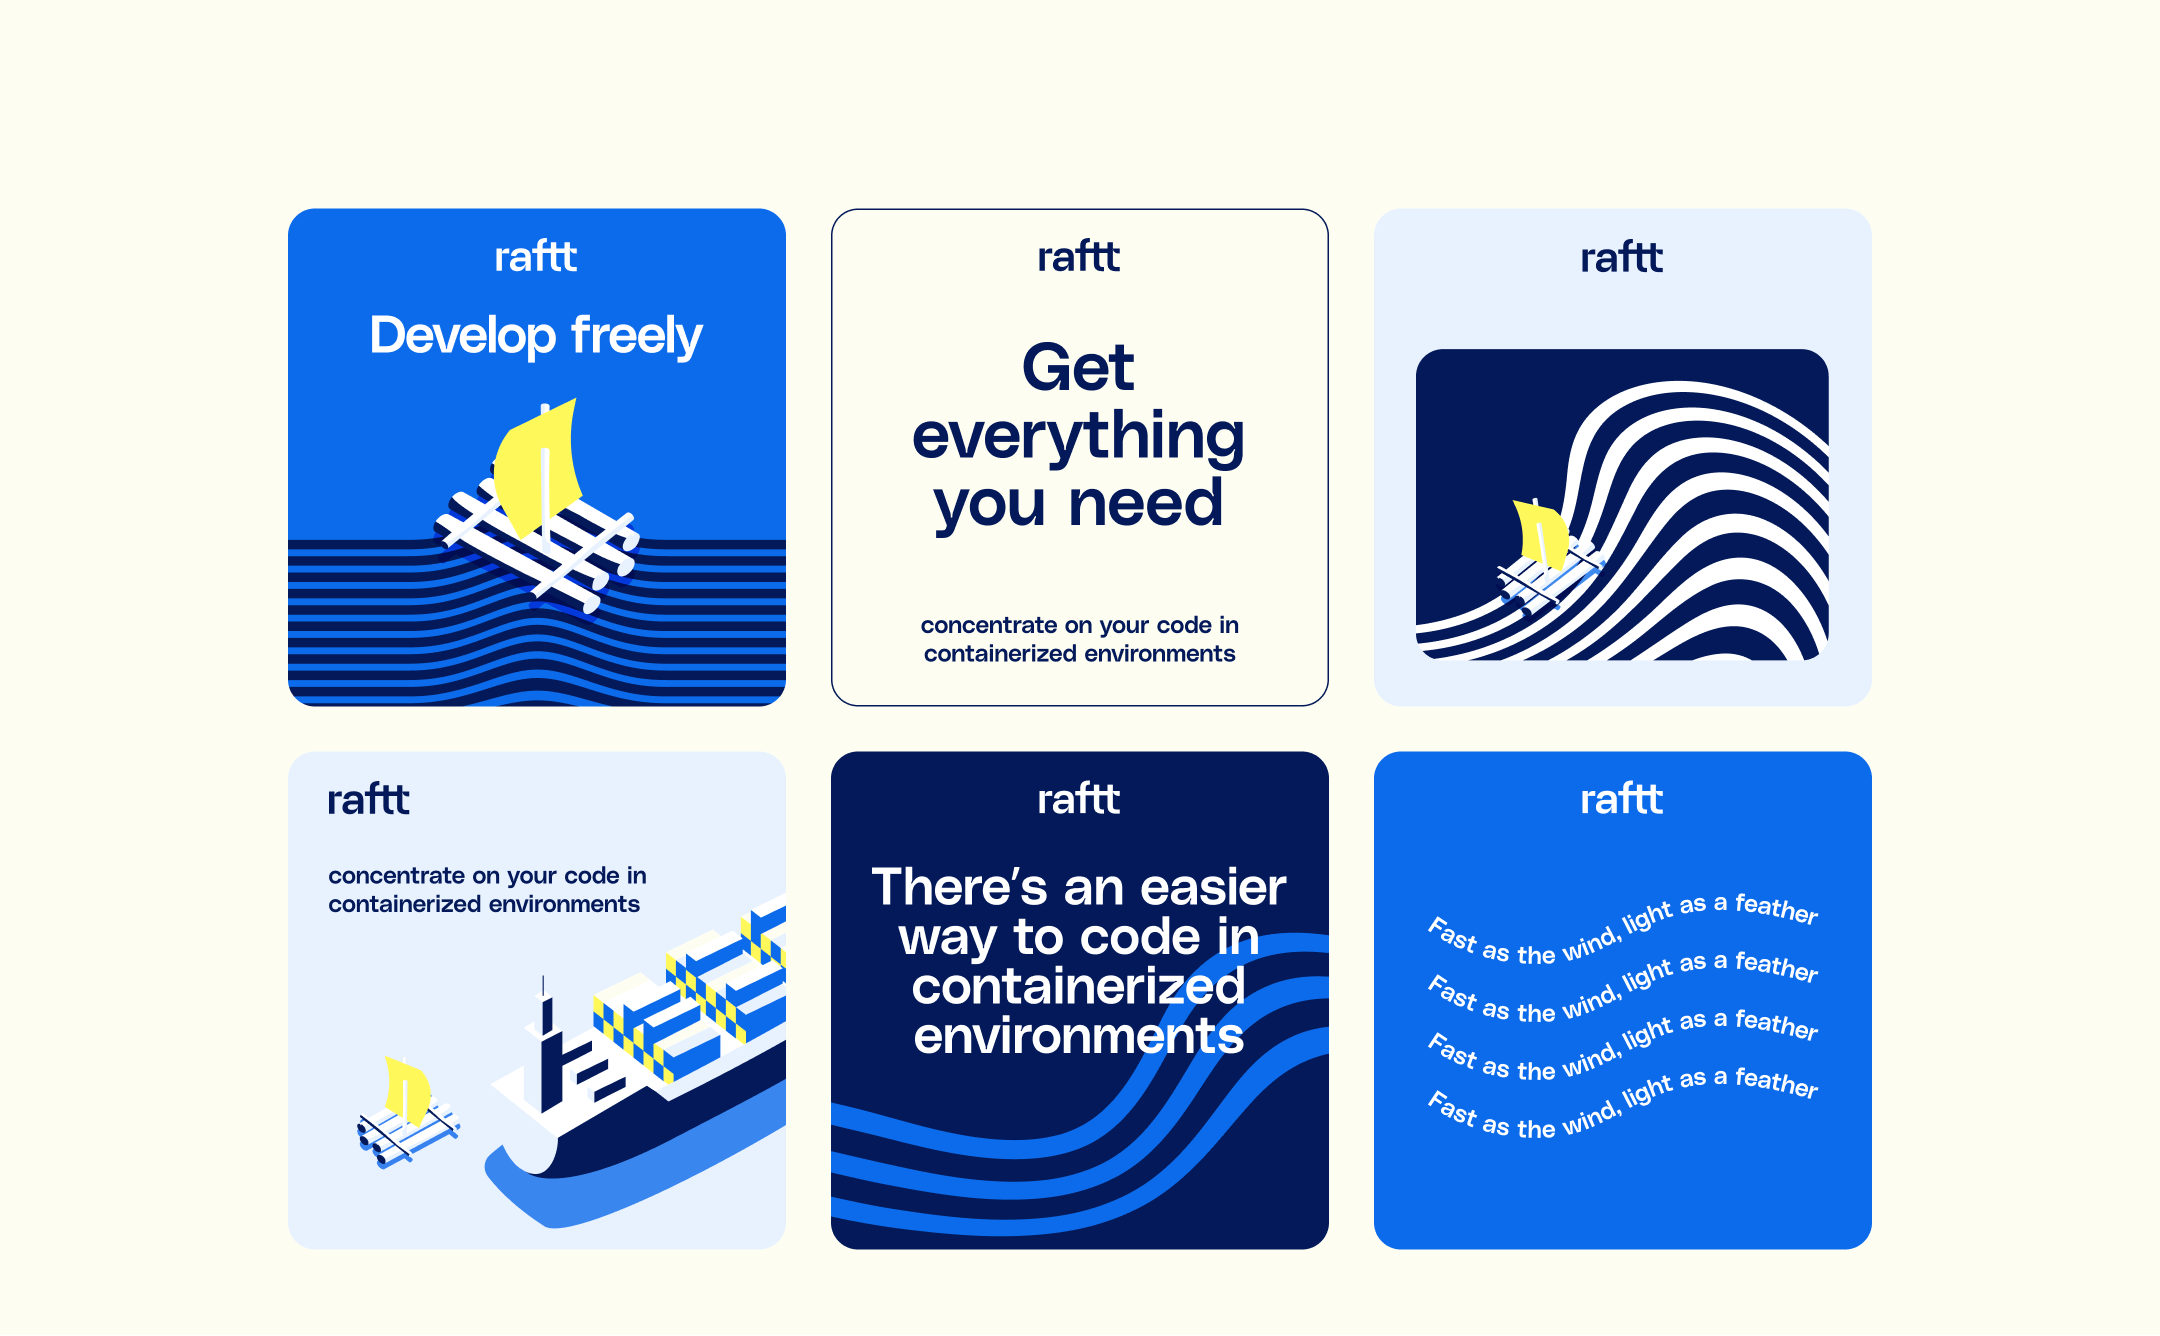 raftt
Develop freely
raftt
Get
everything
you need
concentrate on your code in
containerized environments
raftt
raftt
concentrate on your code in
containerized environments
raftt
There's an easier
way to code in
containerized
environments
raftt
Fast as the wind, light as a feather
Fast as the wind, light as a feather
Fast as the wind, light as a feather
Fast as the wind, light as a feather